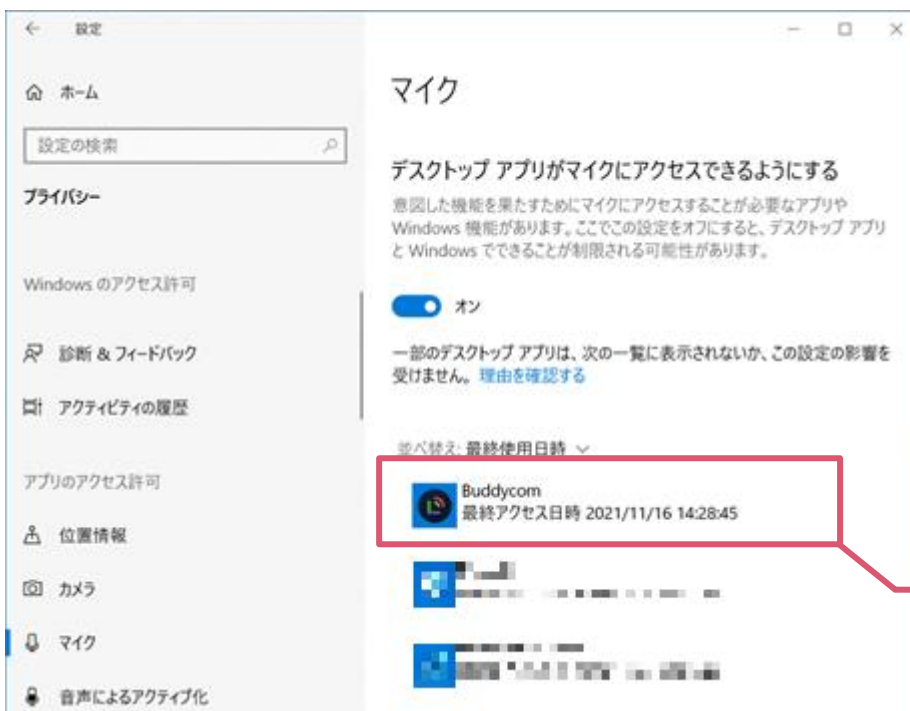 設定
ホーム
設定の検索
プライバシー
Windows のアクセス許可
診断 & フィードバック
アクティビティの履歴
アプリのアクセス許可
位置情報
カメラ
マイク
音声によるアクティブ化
マイク
デスクトップ アプリがマイクにアクセスできるようにする
意図した機能を果たすためにマイクにアクセスすることが必要なアプリや
Windows 機能があります。ここでこの設定をオフにすると、デスクトップ アプリ
と Windows でできることが制限される可能性があります。
オン
一部のデスクトップ アプリは、次の一覧に表示されないか、この設定の影響を
受けません。 理由を確認する
並べ替え: 最終使用日時
Buddycom
最終アクセス日時 2021/11/16 14:28:45